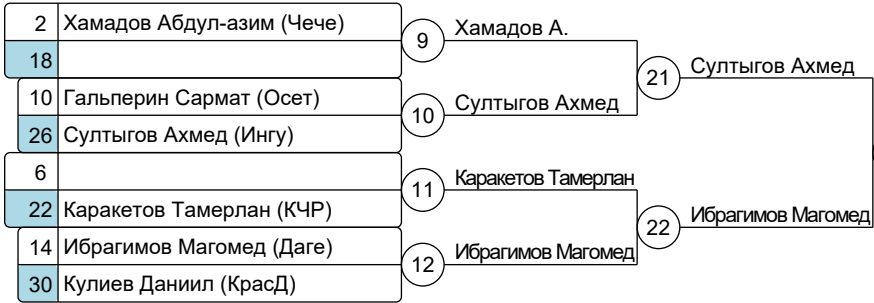 2 Хамадов Абдул-азим (Чече)
18
9
Хамадов А.
10 Гальперин Сармат (Осет)
26 Султыгов Ахмед (Ингу)
10
Султыгов Ахмед
21
Султыгов Ахмед
6
22 Каракетов Тамерлан (КЧР)
11
Каракетов Тамерлан
14 Ибрагимов Магомед (Даге)
30 Кулиев Даниил (КрасД)
12
Ибрагимов Магомед
22
Ибрагимов Магомед